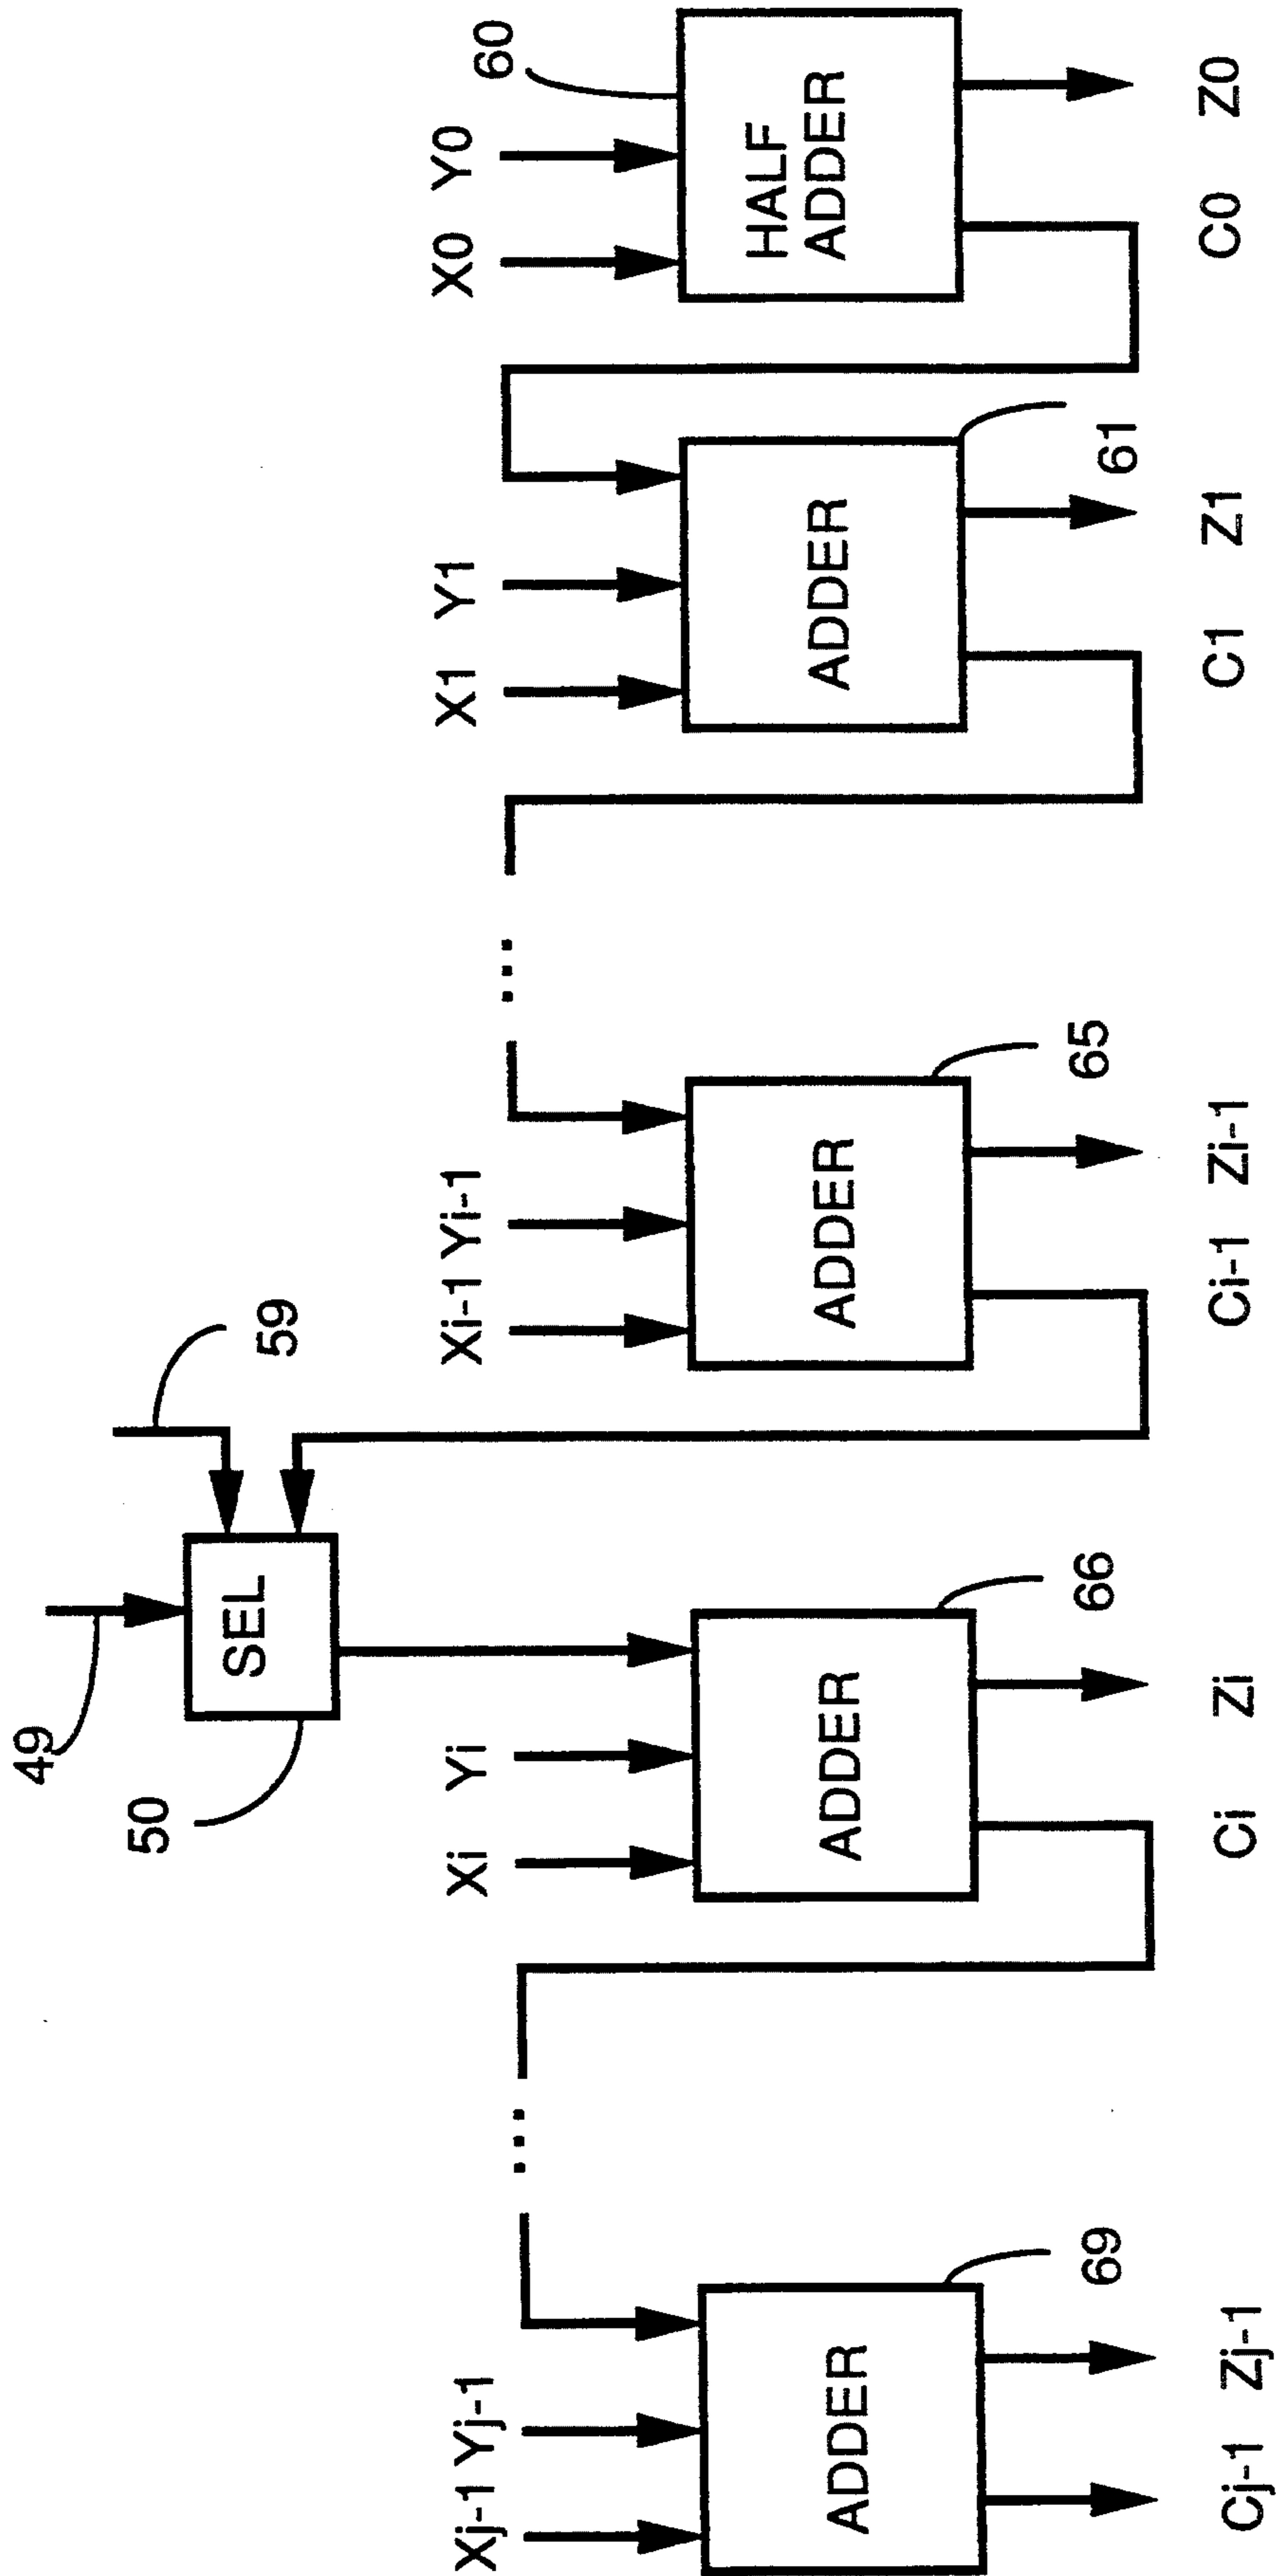 49
50 SEL 59
Xj-1 Yj-1 Xi Yi Xi-1 Yi-1 X1 Y1 X0 Y0 60
ADDER ADDER ADDER ADDER HALF
ADDER
69 66 65 61
Cj-1 Zj-1 Ci Zi Ci-1 Zi-1 C1 Z1 C0 Z0
...
...